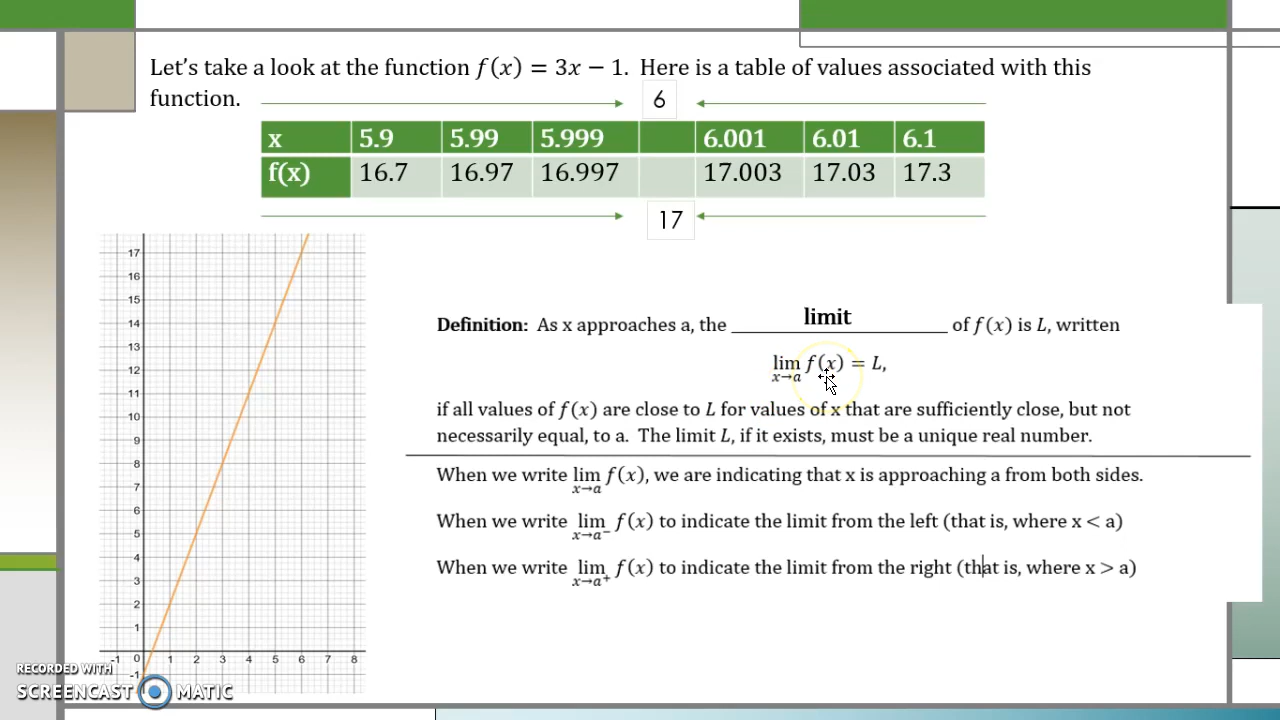 Let's take a look at the function f(x) = 3x − 1.  Here is a table of values associated with this
function.
6
x 5.9 5.99 5.999 6.001 6.01 6.1
f(x) 16.7 16.97 16.997 17.003 17.03 17.3
17
17
16
15
14
13
12
11
10
9
8
7
6
5
4
3
2
1
-1 0 1 2 3 4 5 6 7 8
-1
Definition: As x approaches a, the limit of f(x) is L, written
lim f(x) = L,
x→a
if all values of f(x) are close to L for values of x that are sufficiently close, but not
necessarily equal, to a.  The limit L, if it exists, must be a unique real number.
When we write lim f(x), we are indicating that x is approaching a from both sides.
x→a
When we write lim f(x) to indicate the limit from the left (that is, where x < a)
x→a⁻
When we write lim f(x) to indicate the limit from the right (that is, where x > a)
x→a⁺
RECORDED WITH
SCREENCAST MATIC